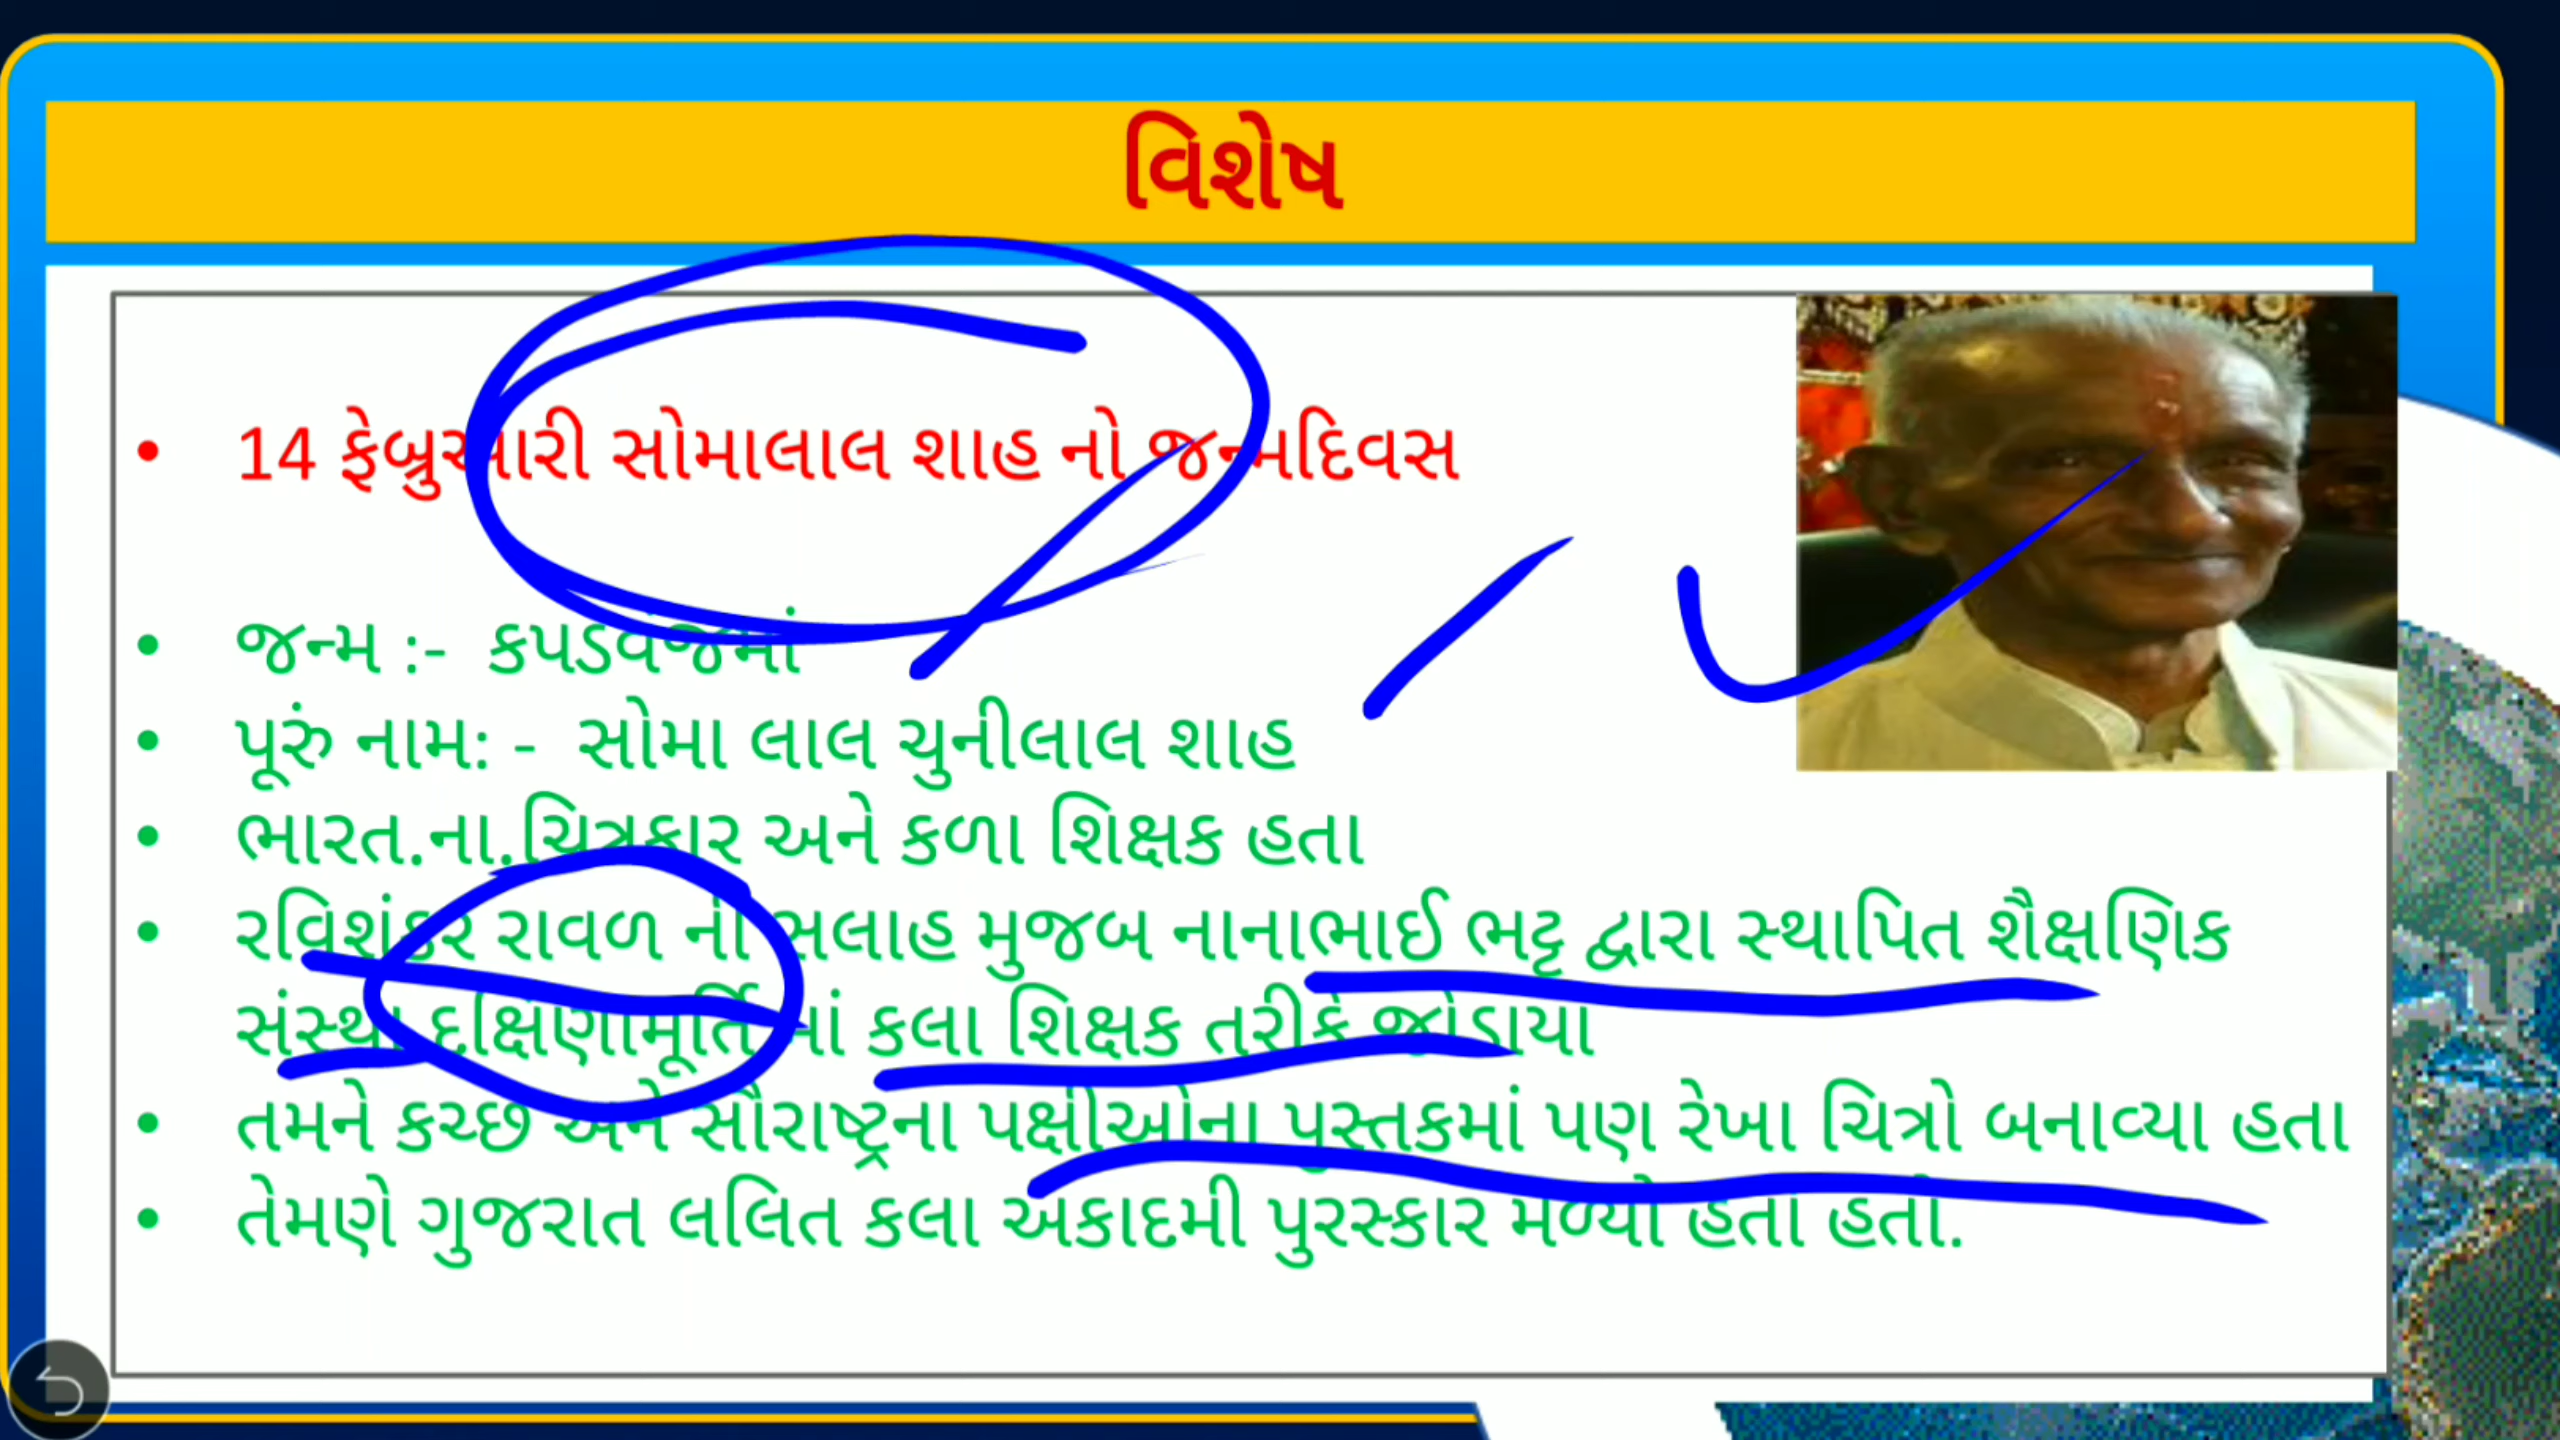 વિશેષ
• 14 ફેબ્રુઆરી સોમાલાલ શાહ નો જન્મદિવસ
• જન્મ :- કપડવંજમાં
• પૂરું નામ: - સોમા લાલ ચુનીલાલ શાહ
• ભારત.ના.ચિત્રકાર અને કળા શિક્ષક હતા
• રવિશંકર રાવળ ની સલાહ મુજબ નાનાભાઈ ભટ્ટ દ્વારા સ્થાપિત શૈક્ષણિક
સંસ્થા દક્ષિણામૂર્તિ માં કલા શિક્ષક તરીકે જોડાયા
• તમને કચ્છ અને સૌરાષ્ટ્રના પક્ષીઓના પુસ્તકમાં પણ રેખા ચિત્રો બનાવ્યા હતા
• તેમણે ગુજરાત લલિત કલા અકાદમી પુરસ્કાર મળ્યો હતો હતો.